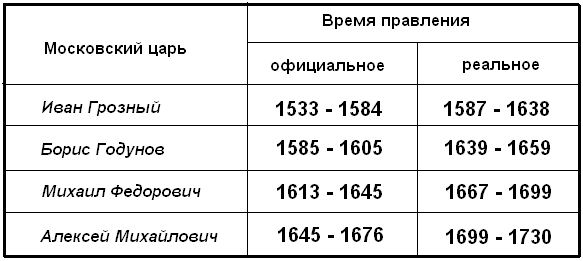 Московский царь
Время правления
официальное реальное
Иван Грозный 1533 - 1584 1587 - 1638
Борис Годунов 1585 - 1605 1639 - 1659
Михаил Федорович 1613 - 1645 1667 - 1699
Алексей Михайлович 1645 - 1676 1699 - 1730